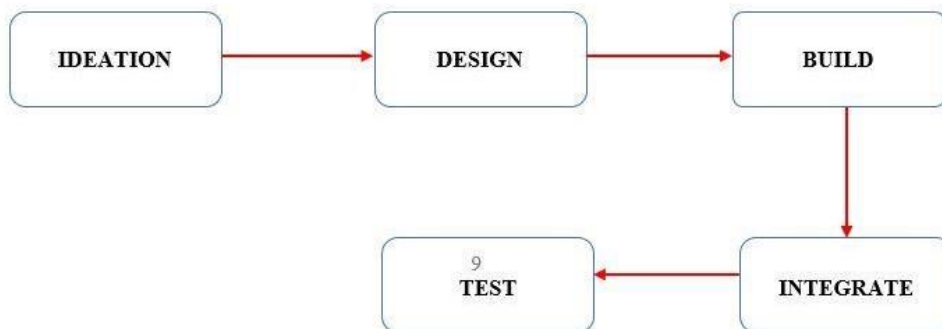 IDEATION
DESIGN
BUILD
9
TEST
INTEGRATE